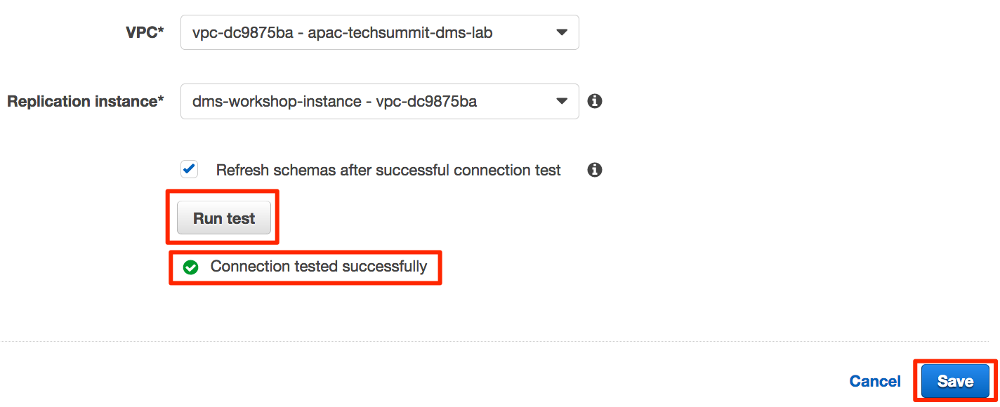 VPC* vpc-dc9875ba - apac-techsummit-dms-lab
Replication instance* dms-workshop-instance - vpc-dc9875ba
Refresh schemas after successful connection test
Run test
Connection tested successfully
Cancel Save